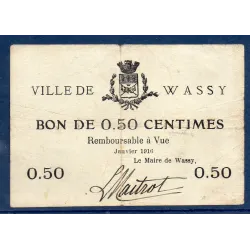 VILLE DE WASSY
BON DE 0.50 CENTIMES
Remboursable à Vue
Janvier 1916
Le Maire de Wassy,
0.50 0.50
LMaitrot